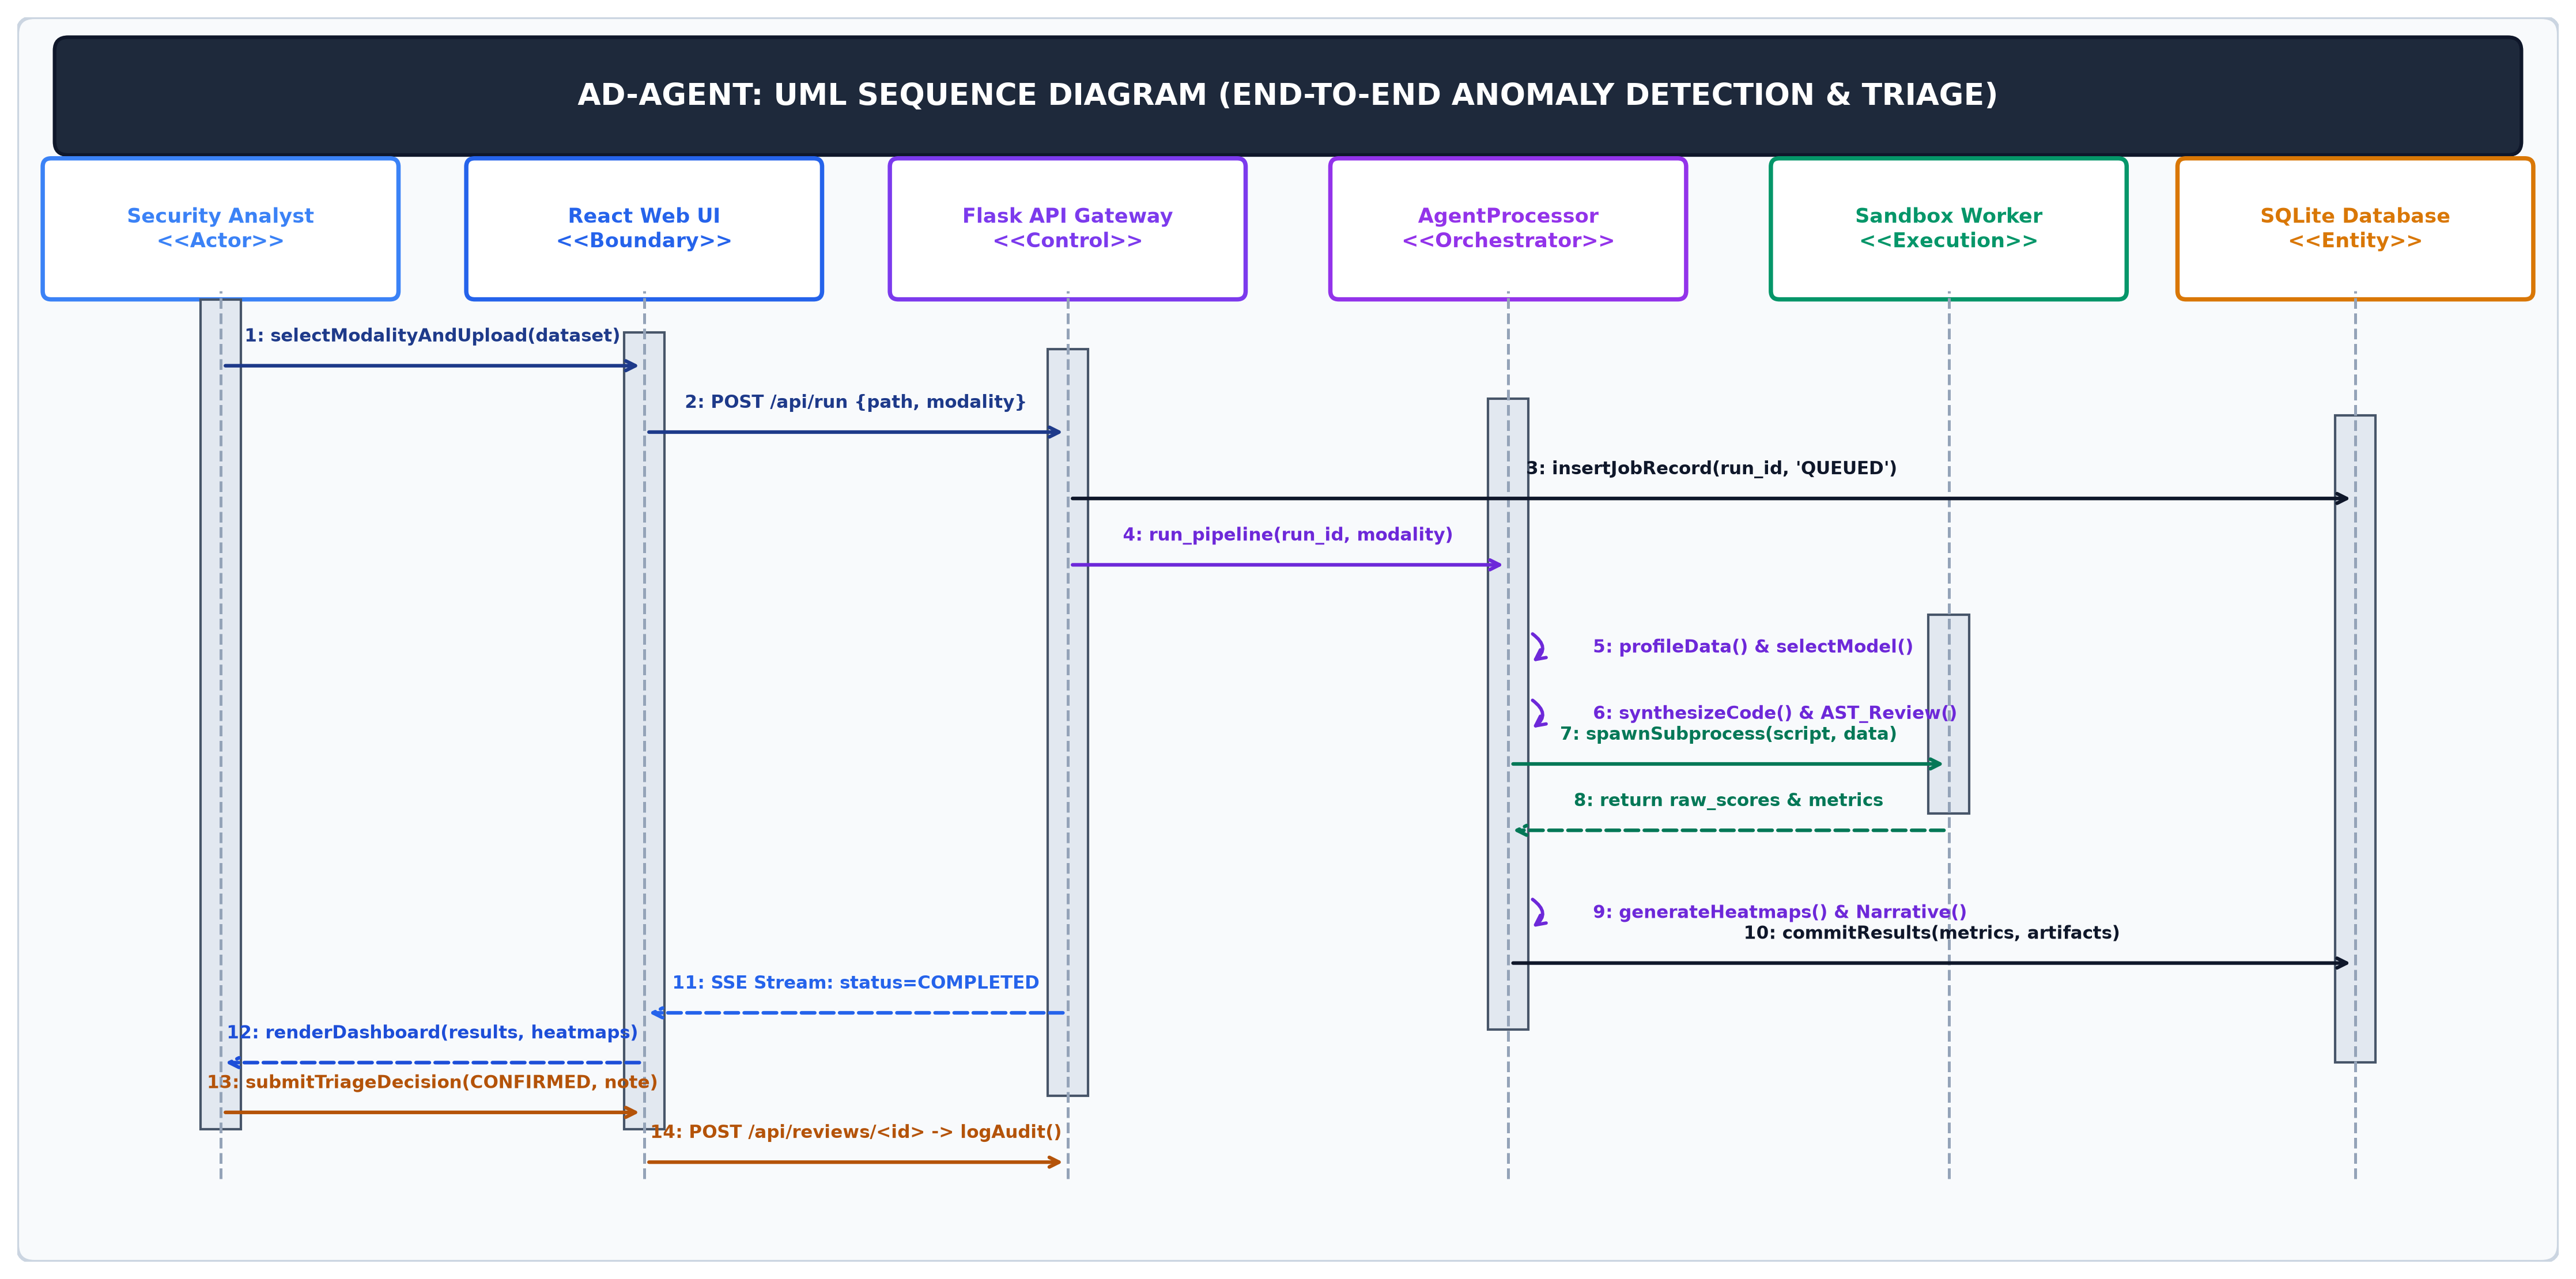 AD-AGENT: UML SEQUENCE DIAGRAM (END-TO-END ANOMALY DETECTION & TRIAGE)
Security Analyst
<<Actor>>
React Web UI
<<Boundary>>
Flask API Gateway
<<Control>>
AgentProcessor
<<Orchestrator>>
Sandbox Worker
<<Execution>>
SQLite Database
<<Entity>>
1: selectModalityAndUpload(dataset)
2: POST /api/run {path, modality}
3: insertJobRecord(run_id, 'QUEUED')
4: run_pipeline(run_id, modality)
5: profileData() & selectModel()
6: synthesizeCode() & AST_Review()
7: spawnSubprocess(script, data)
8: return raw_scores & metrics
9: generateHeatmaps() & Narrative()
10: commitResults(metrics, artifacts)
11: SSE Stream: status=COMPLETED
12: renderDashboard(results, heatmaps)
13: submitTriageDecision(CONFIRMED, note)
14: POST /api/reviews/<id> -> logAudit()